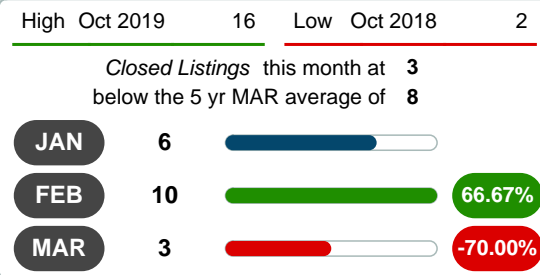 High Oct 2019 16 Low Oct 2018 2
Closed Listings this month at 3
below the 5 yr MAR average of 8
JAN 6
FEB 10 66.67%
MAR 3 -70.00%